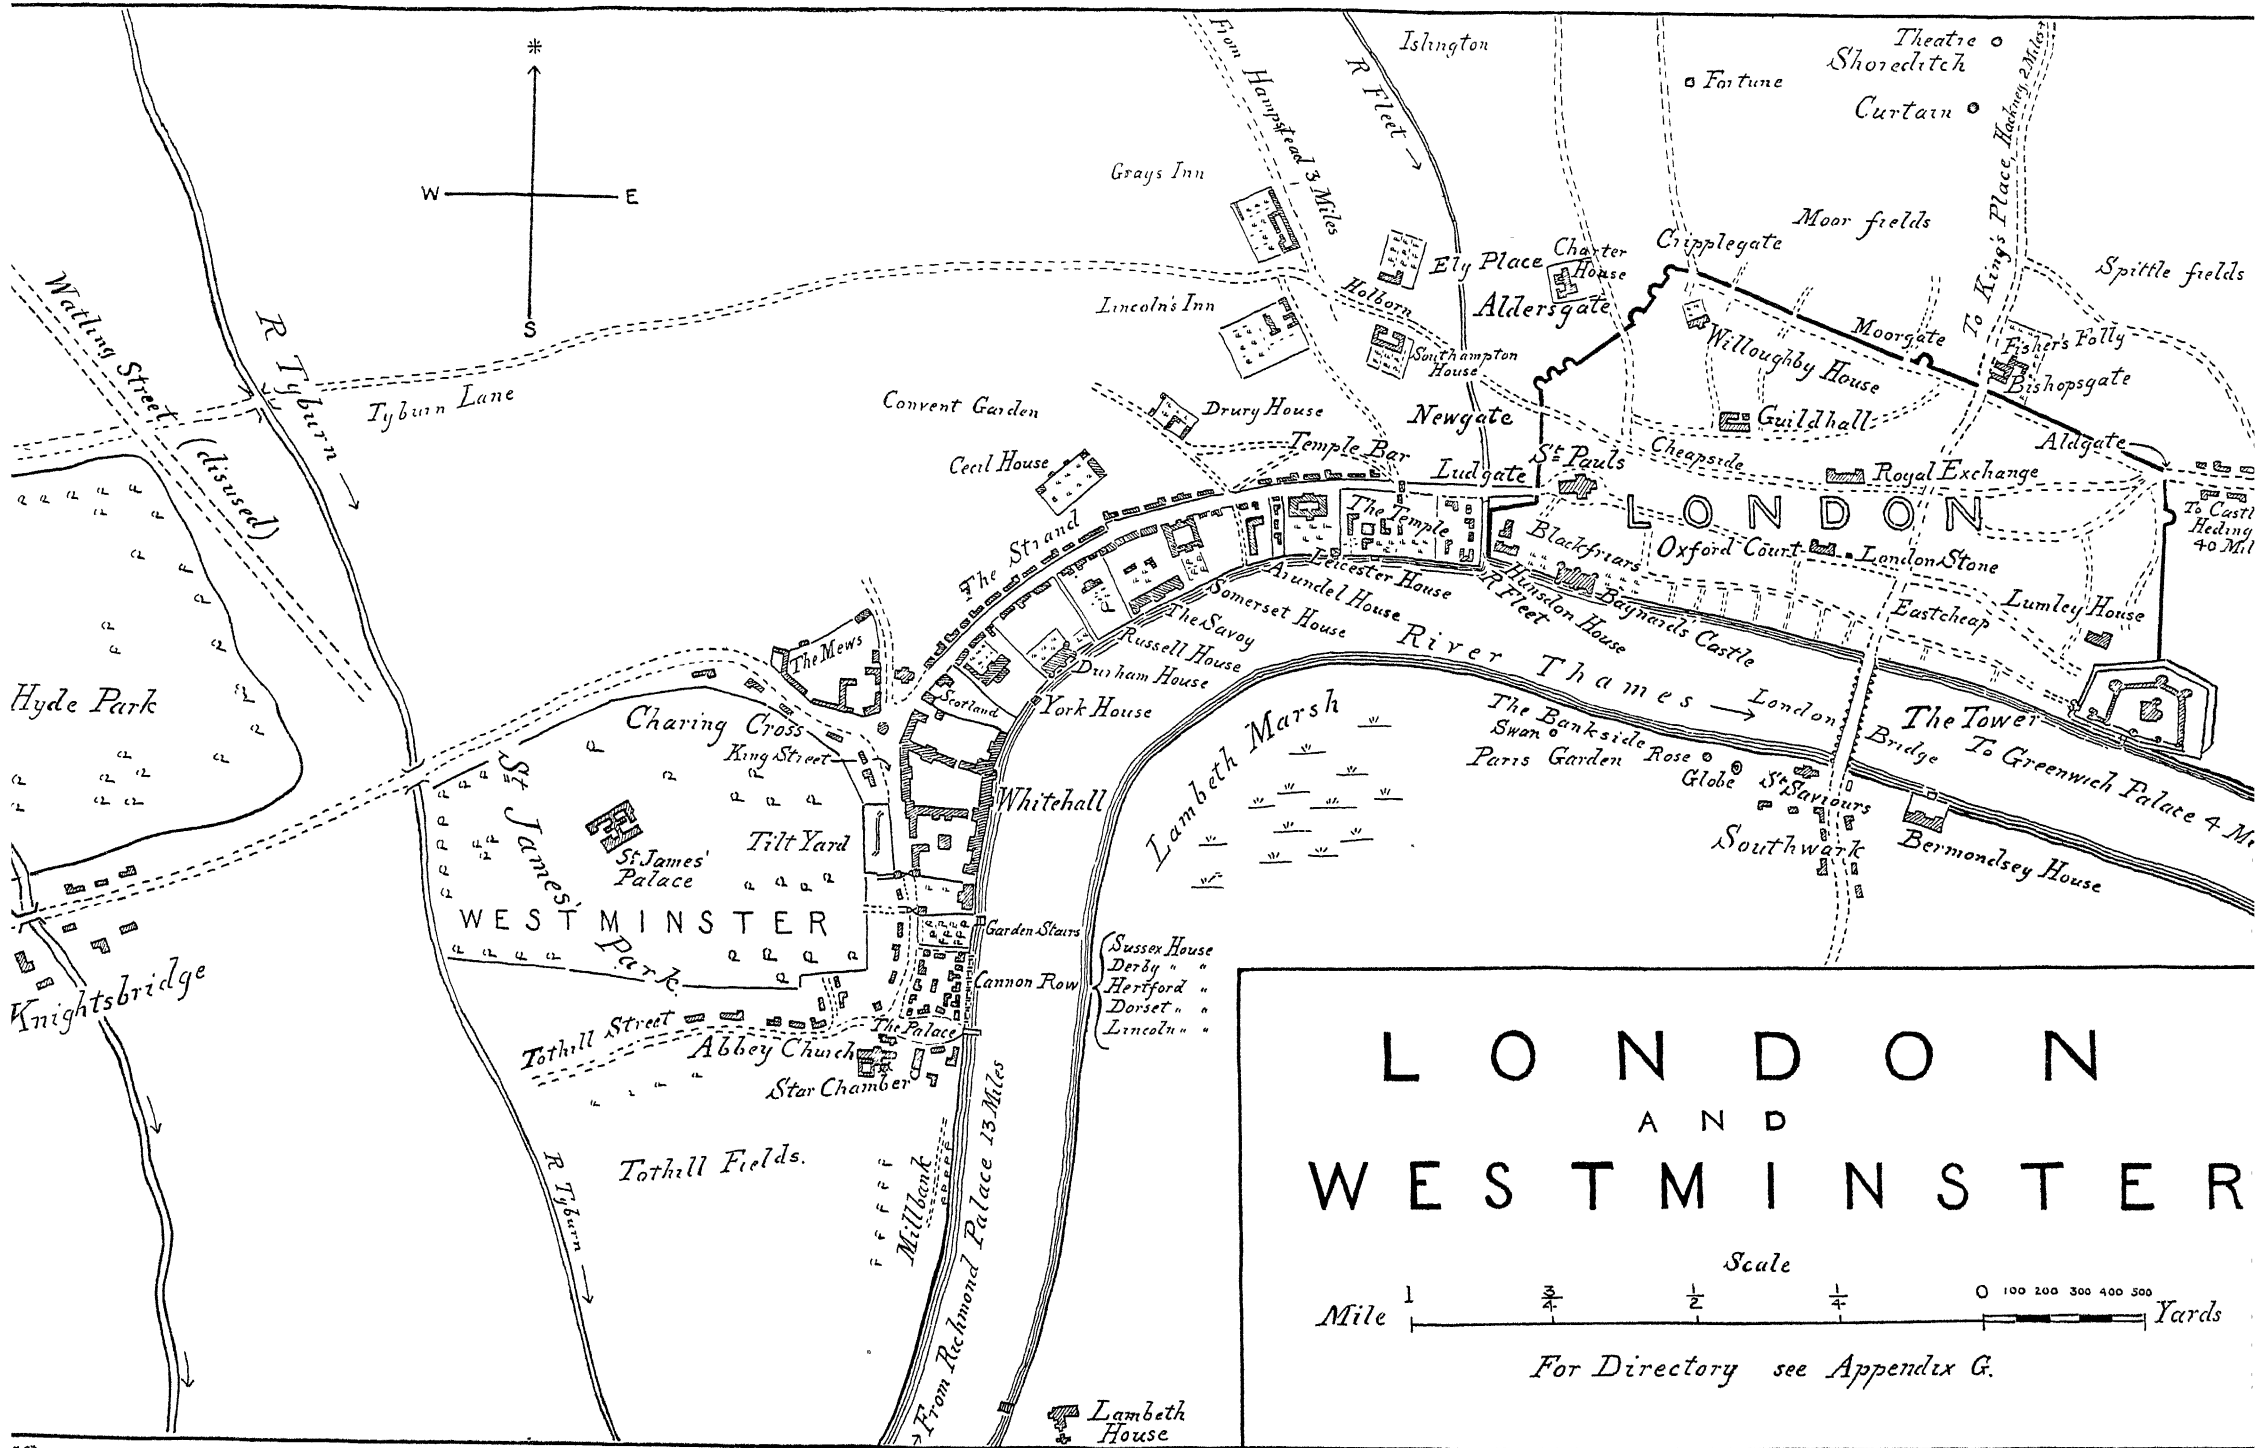 W
E
S
From Hampstead 3 Miles
R Fleet
Islington
Theatre
Shoreditch
Fortune
Curtain
To King's Place, Hackney, 2 Miles
Grays Inn
Ely Place
Charter
House
Cripplegate
Moor fields
Spittle fields
Watling Street (disused)
R Tyburn
Tyburn Lane
Lincoln's Inn
Holborn
Aldersgate
Southampton
House
Willoughby House
Moorgate
Fisher's Folly
Bishopsgate
Convent Garden
Drury House
Newgate
Guildhall
Aldgate
Cecil House
Temple Bar
Ludgate
St. Pauls
Cheapside
Royal Exchange
LONDON
To Castl
Heding
40 Mil
The Strand
The Temple
Blackfriars
Oxford Court
London Stone
Leicester House
Arundel House
Somerset House
The Savoy
Russell House
Durham House
York House
R Fleet
Hunsdon House
Baynards Castle
Eastcheap
Lumley House
River Thames
The Mews
Scotland
Hyde Park
Charing Cross
King Street
Lambeth Marsh
The Bankside
Swan
Paris Garden
Rose
Globe
St Saviours
London
Bridge
The Tower
To Greenwich Palace 4 M
Southwark
Bermondsey House
St James' Park
St James'
Palace
Tilt Yard
Whitehall
WESTMINSTER
Garden Stairs
Cannon Row
Sussex House
Derby " "
Hertford "
Dorset " "
Lincoln " "
Knightsbridge
Tothill Street
The Palace
Abbey Church
Star Chamber
R Tyburn
Tothill Fields.
Millbank
From Richmond Palace 13 Miles
Lambeth
House
LONDON
AND
WESTMINSTER
Scale
Mile 1 3/4 1/2 1/4 0 100 200 300 400 500 Yards
For Directory see Appendix G.